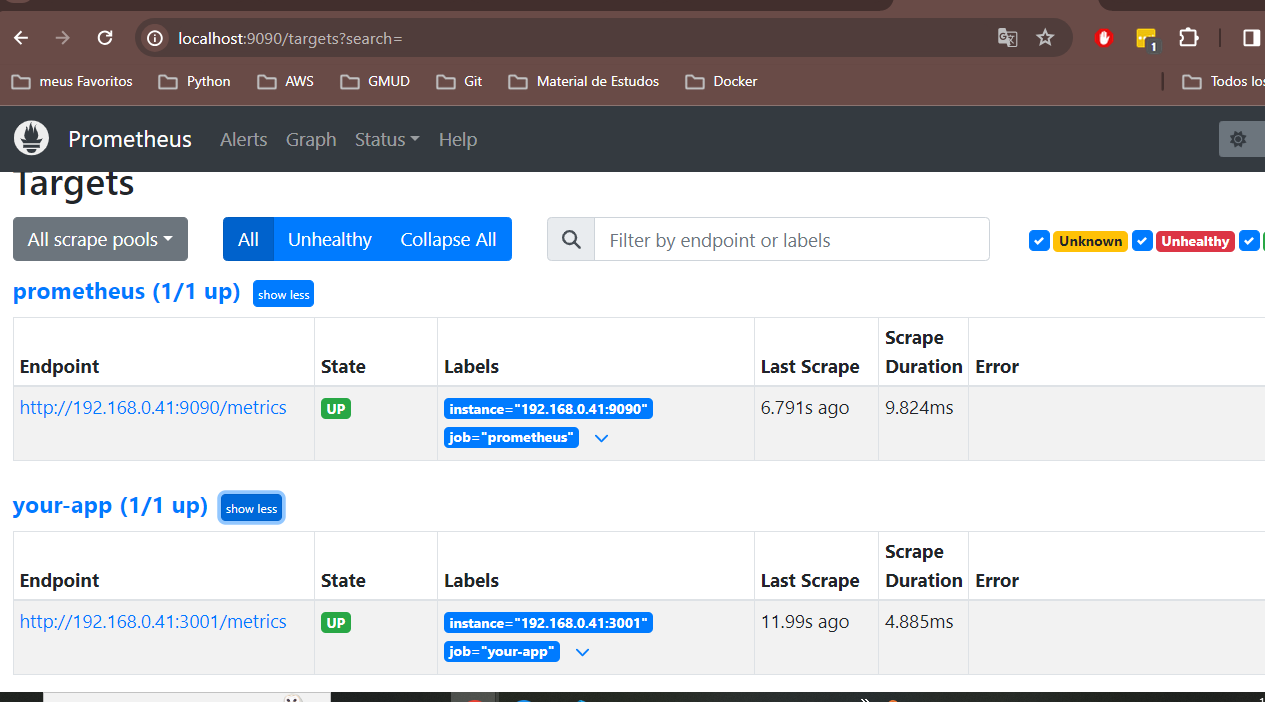 localhost:9090/targets?search=
1
meus Favoritos Python AWS GMUD Git Material de Estudos Docker Todos los
Prometheus Alerts Graph Status Help
Targets
All scrape pools All Unhealthy Collapse All Filter by endpoint or labels Unknown Unhealthy
prometheus (1/1 up) show less
Endpoint State Labels Last Scrape Scrape Duration Error
http://192.168.0.41:9090/metrics UP instance="192.168.0.41:9090" 6.791s ago 9.824ms
job="prometheus"
your-app (1/1 up) show less
Endpoint State Labels Last Scrape Scrape Duration Error
http://192.168.0.41:3001/metrics UP instance="192.168.0.41:3001" 11.99s ago 4.885ms
job="your-app"